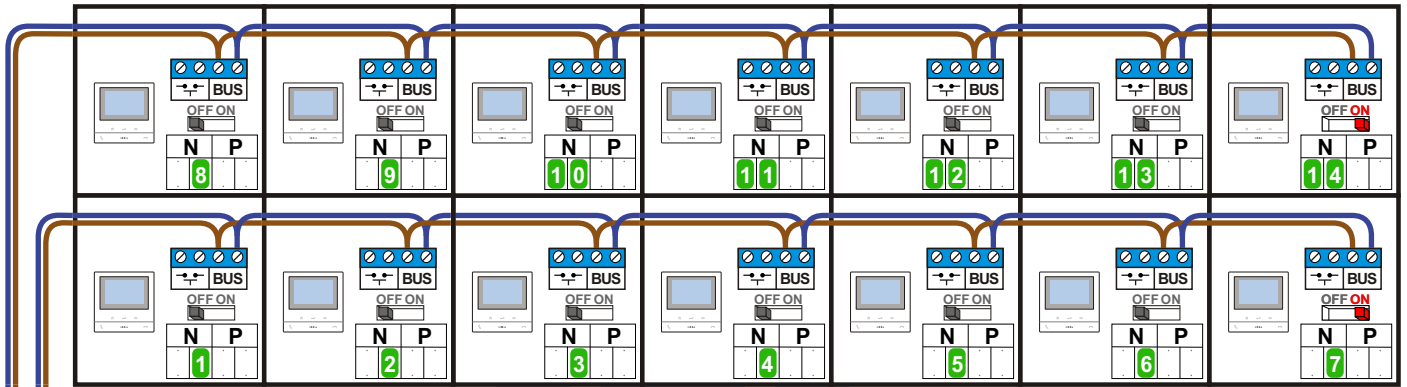 BUS BUS BUS BUS BUS BUS BUS
OFF ON OFF ON OFF ON OFF ON OFF ON OFF ON OFF ON
N P N P N P N P N P N P N P
8 9 10 11 12 13 14
BUS BUS BUS BUS BUS BUS BUS
OFF ON OFF ON OFF ON OFF ON OFF ON OFF ON OFF ON
N P N P N P N P N P N P N P
1 2 3 4 5 6 7